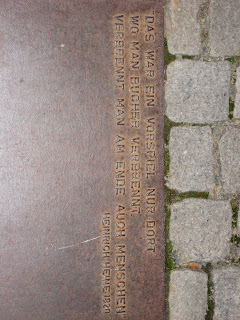 DAS WAR EIN VORSPIEL NUR DORT
WO MAN BÜCHER VERBRENNT
VERBRENNT MAN AM ENDE AUCH MENSCHEN
HEINRICH HEINE 1820